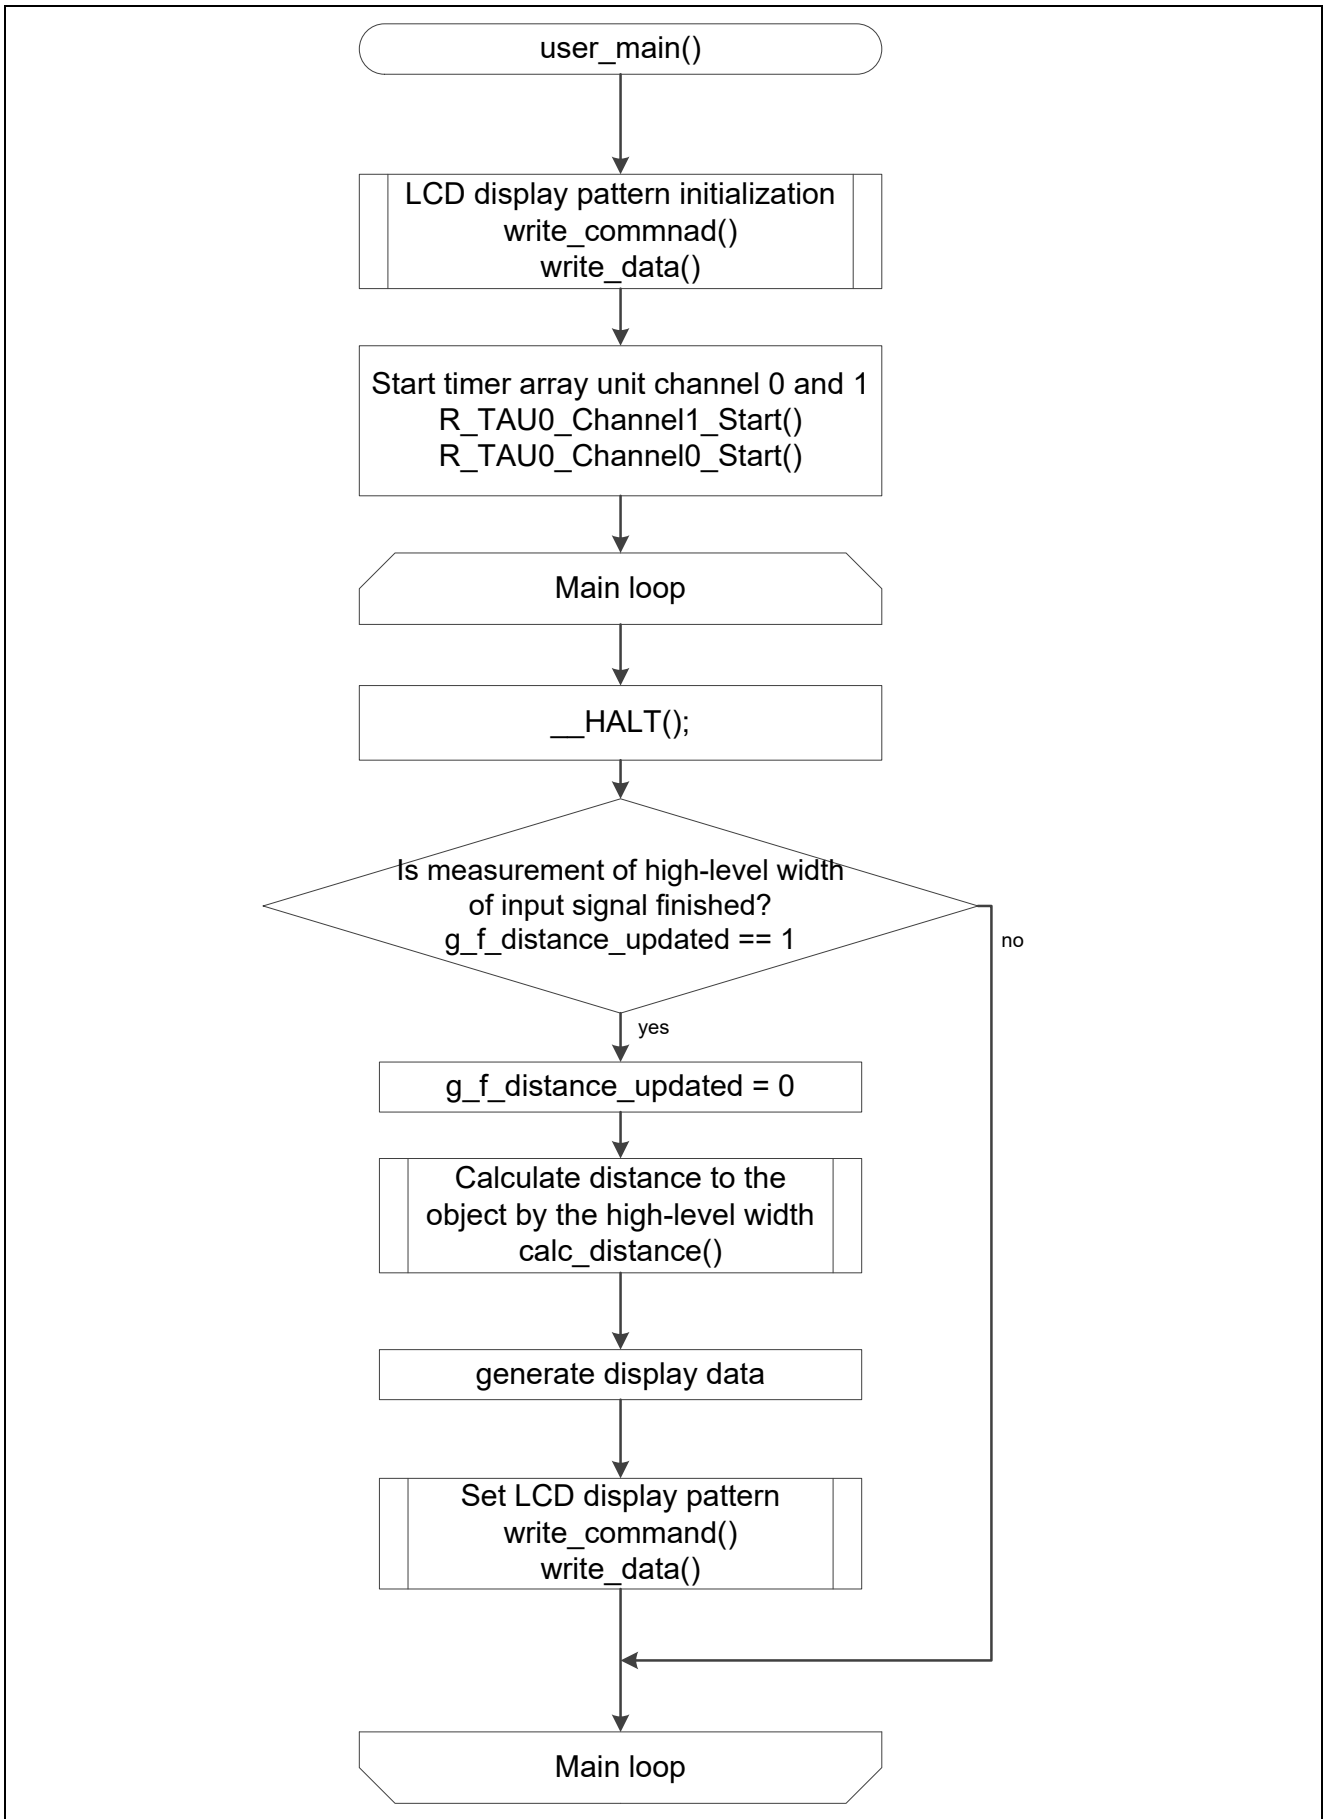 user_main()
LCD display pattern initialization
write_commnad()
write_data()
Start timer array unit channel 0 and 1
R_TAU0_Channel1_Start()
R_TAU0_Channel0_Start()
Main loop
__HALT();
Is measurement of high-level width
of input signal finished?
g_f_distance_updated == 1
no
yes
g_f_distance_updated = 0
Calculate distance to the
object by the high-level width
calc_distance()
generate display data
Set LCD display pattern
write_command()
write_data()
Main loop